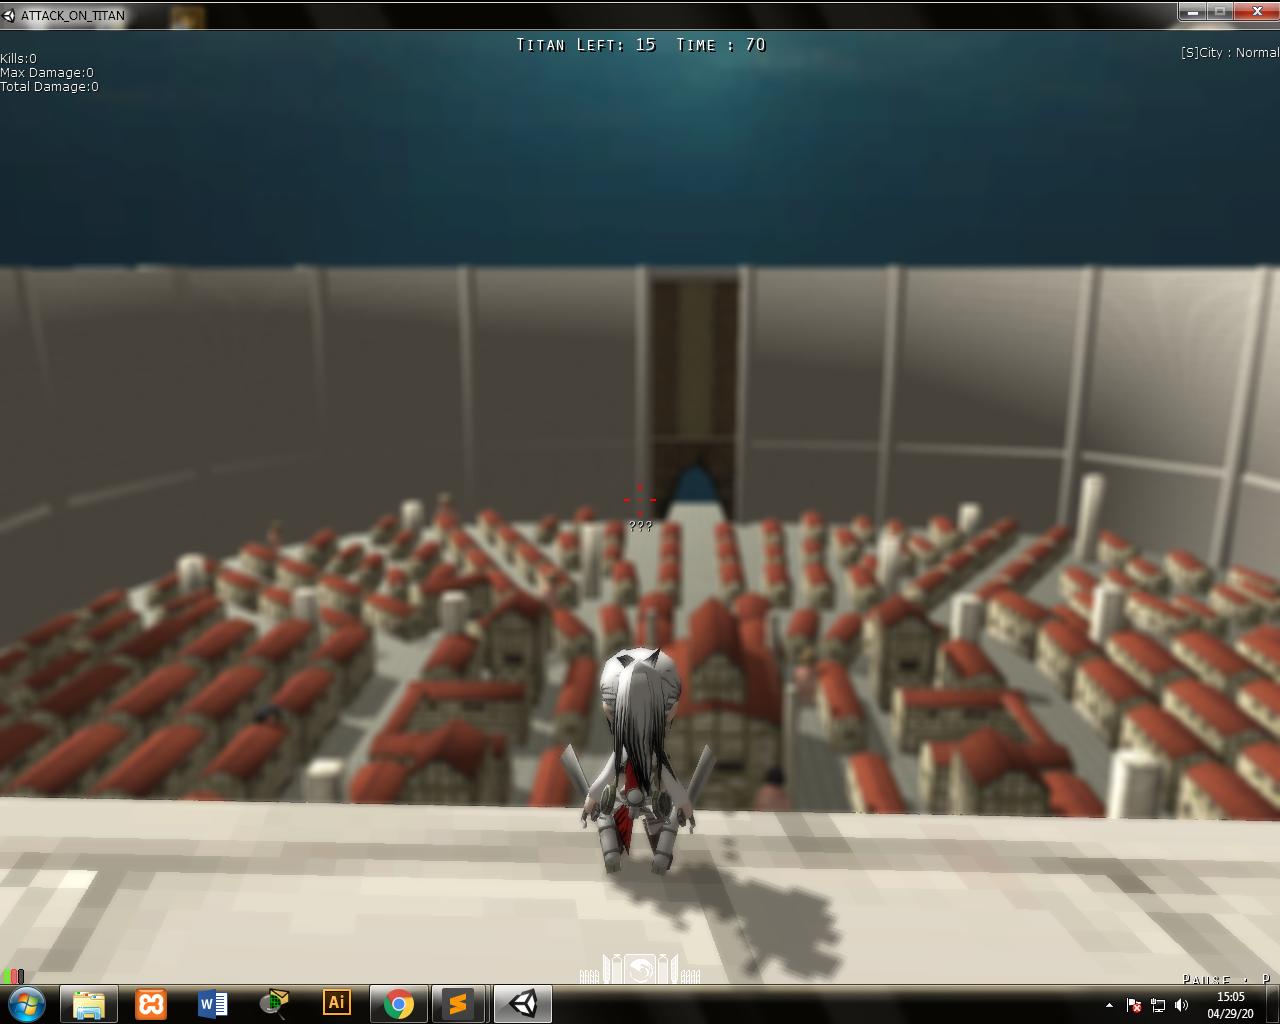 ATTACK_ON_TITAN
TITAN LEFT: 15 TIME : 70
Kills:0
Max Damage:0
Total Damage:0
[S]City : Normal
???
PAUSE : P
W
Ai
15:05
04/29/20